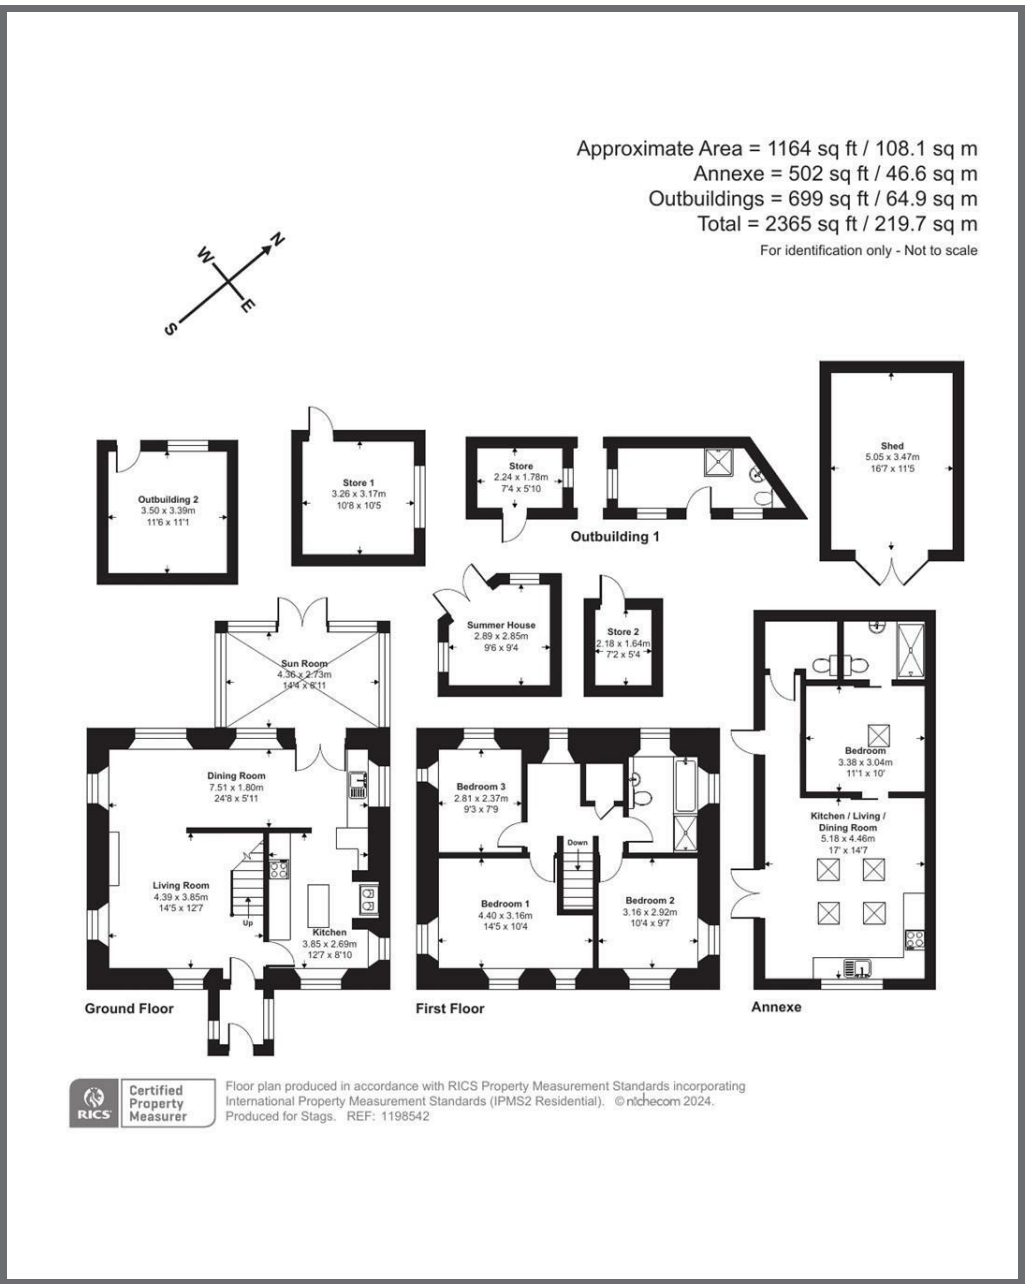 Approximate Area = 1164 sq ft / 108.1 sq m
Annexe = 502 sq ft / 46.6 sq m
Outbuildings = 699 sq ft / 64.9 sq m
Total = 2365 sq ft / 219.7 sq m
For identification only - Not to scale
N
W
E
S
Shed
5.05 x 3.47m
16'7 x 11'5
Store
2.24 x 1.78m
7'4 x 5'10
Store 1
3.26 x 3.17m
10'8 x 10'5
Outbuilding 2
3.50 x 3.39m
11'6 x 11'1
Outbuilding 1
Summer House
2.89 x 2.85m
9'6 x 9'4
Store 2
2.18 x 1.64m
7'2 x 5'4
Sun Room
4.36 x 2.73m
14'4 x 8'11
Dining Room
7.51 x 1.80m
24'8 x 5'11
Living Room
4.39 x 3.85m
14'5 x 12'7
Up
Kitchen
3.85 x 2.69m
12'7 x 8'10
Ground Floor
Bedroom 3
2.81 x 2.37m
9'3 x 7'9
Down
Bedroom 1
4.40 x 3.16m
14'5 x 10'4
Bedroom 2
3.16 x 2.92m
10'4 x 9'7
First Floor
Bedroom
3.38 x 3.04m
11'1 x 10'
Kitchen / Living /
Dining Room
5.18 x 4.46m
17' x 14'7
Annexe
RICS
Certified
Property
Measurer
Floor plan produced in accordance with RICS Property Measurement Standards incorporating
International Property Measurement Standards (IPMS2 Residential). © nichecom 2024.
Produced for Stags. REF: 1198542